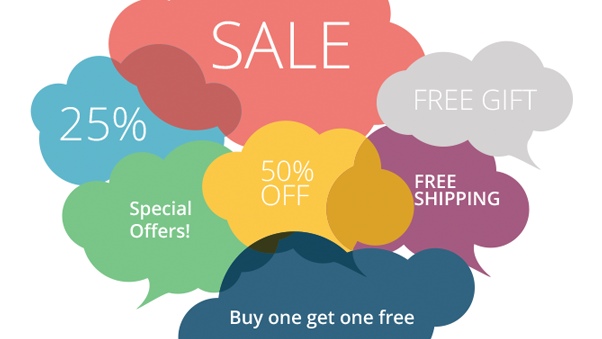 SALE
25%
FREE GIFT
50%
OFF
FREE
SHIPPING
Special
Offers!
Buy one get one free